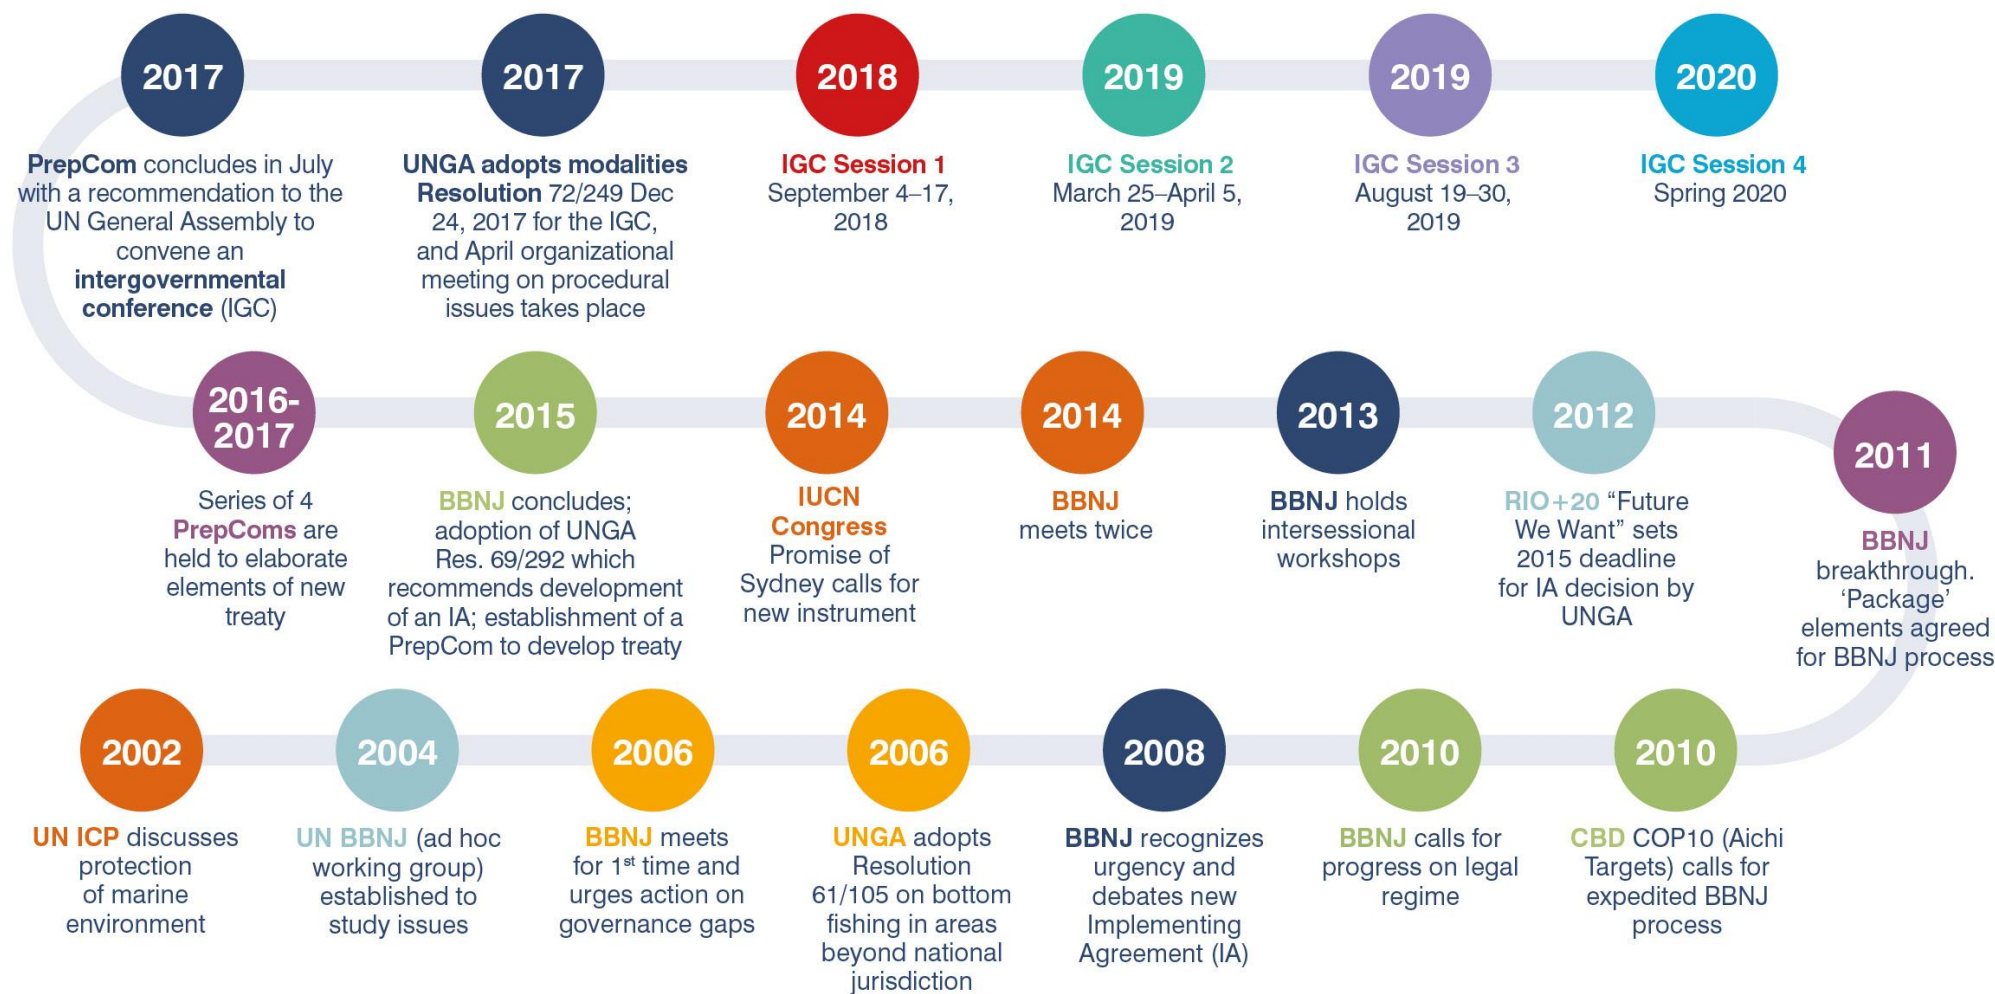 2017
PrepCom concludes in July
with a recommendation to the
UN General Assembly to
convene an
intergovernmental
conference (IGC)
2017
UNGA adopts modalities
Resolution 72/249 Dec
24, 2017 for the IGC,
and April organizational
meeting on procedural
issues takes place
2018
IGC Session 1
September 4–17,
2018
2019
IGC Session 2
March 25–April 5,
2019
2019
IGC Session 3
August 19–30,
2019
2020
IGC Session 4
Spring 2020
2016-
2017
Series of 4
PrepComs are
held to elaborate
elements of new
treaty
2015
BBNJ concludes;
adoption of UNGA
Res. 69/292 which
recommends development
of an IA; establishment of a
PrepCom to develop treaty
2014
IUCN
Congress
Promise of
Sydney calls for
new instrument
2014
BBNJ
meets twice
2013
BBNJ holds
intersessional
workshops
2012
RIO+20 “Future
We Want” sets
2015 deadline
for IA decision by
UNGA
2011
BBNJ
breakthrough.
‘Package’
elements agreed
for BBNJ process
2002
UN ICP discusses
protection
of marine
environment
2004
UN BBNJ (ad hoc
working group)
established to
study issues
2006
BBNJ meets
for 1st time and
urges action on
governance gaps
2006
UNGA adopts
Resolution
61/105 on bottom
fishing in areas
beyond national
jurisdiction
2008
BBNJ recognizes
urgency and
debates new
Implementing
Agreement (IA)
2010
BBNJ calls for
progress on legal
regime
2010
CBD COP10 (Aichi
Targets) calls for
expedited BBNJ
process